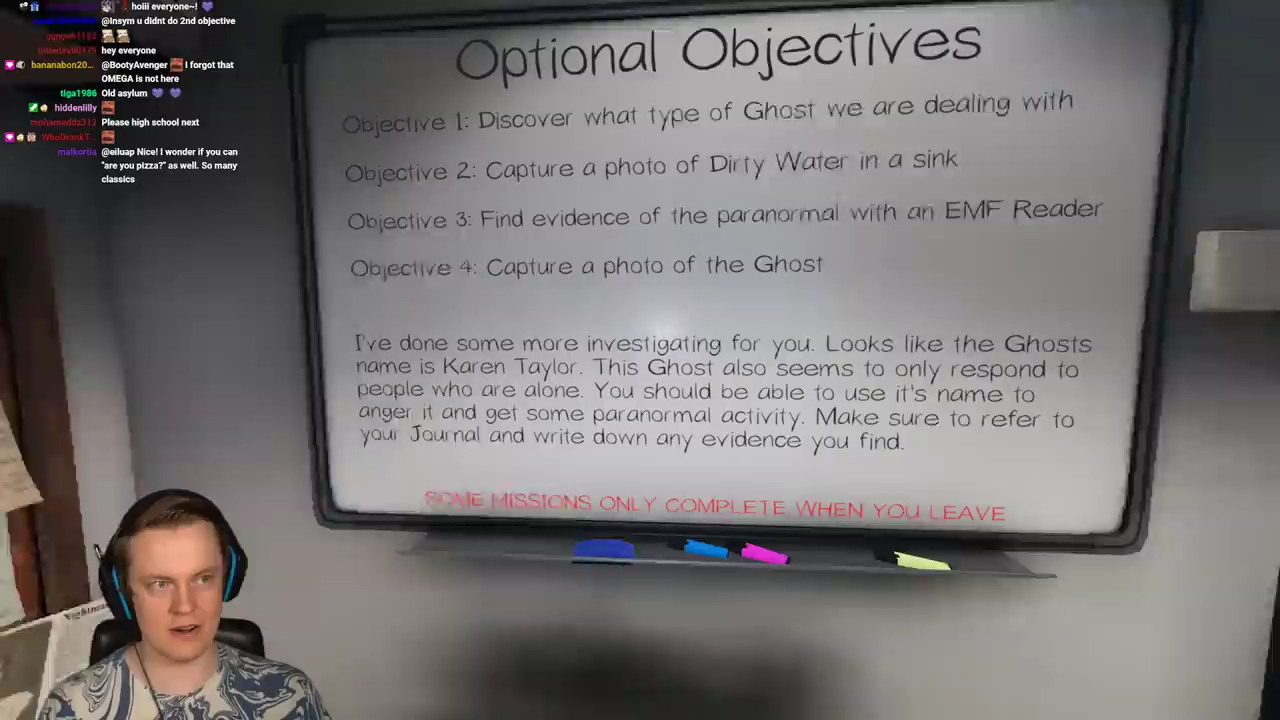 hoiii everyone~!
@Insym u didnt do 2nd objective
hey everyone
bananabon20... @BootyAvenger I forgot that
OMEGA is not here
tiga1986 Old asylum
hiddenlilly
mohamaddz312 Please high school next
WhoDrankT...
malkortia @eiluap Nice! I wonder if you can
"are you pizza?" as well. So many
classics
Optional Objectives
Objective 1: Discover what type of Ghost we are dealing with
Objective 2: Capture a photo of Dirty Water in a sink
Objective 3: Find evidence of the paranormal with an EMF Reader
Objective 4: Capture a photo of the Ghost
I've done some more investigating for you. Looks like the Ghosts
name is Karen Taylor. This Ghost also seems to only respond to
people who are alone. You should be able to use it's name to
anger it and get some paranormal activity. Make sure to refer to
your Journal and write down any evidence you find.
SOME MISSIONS ONLY COMPLETE WHEN YOU LEAVE